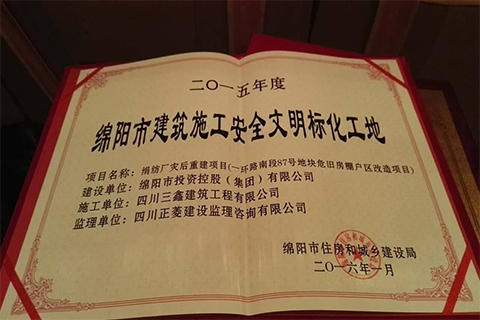 二〇一五年度
绵阳市建筑施工安全文明标化工地
项目名称：绢纺厂灾后重建项目(一环路南段87号地块危旧房棚户区改造项目)
建设单位：绵阳市投资控股（集团）有限公司
施工单位：四川三鑫建筑工程有限公司
监理单位：四川正菱建设监理咨询有限公司
绵阳市住房和城乡建设局
二〇一六年一月